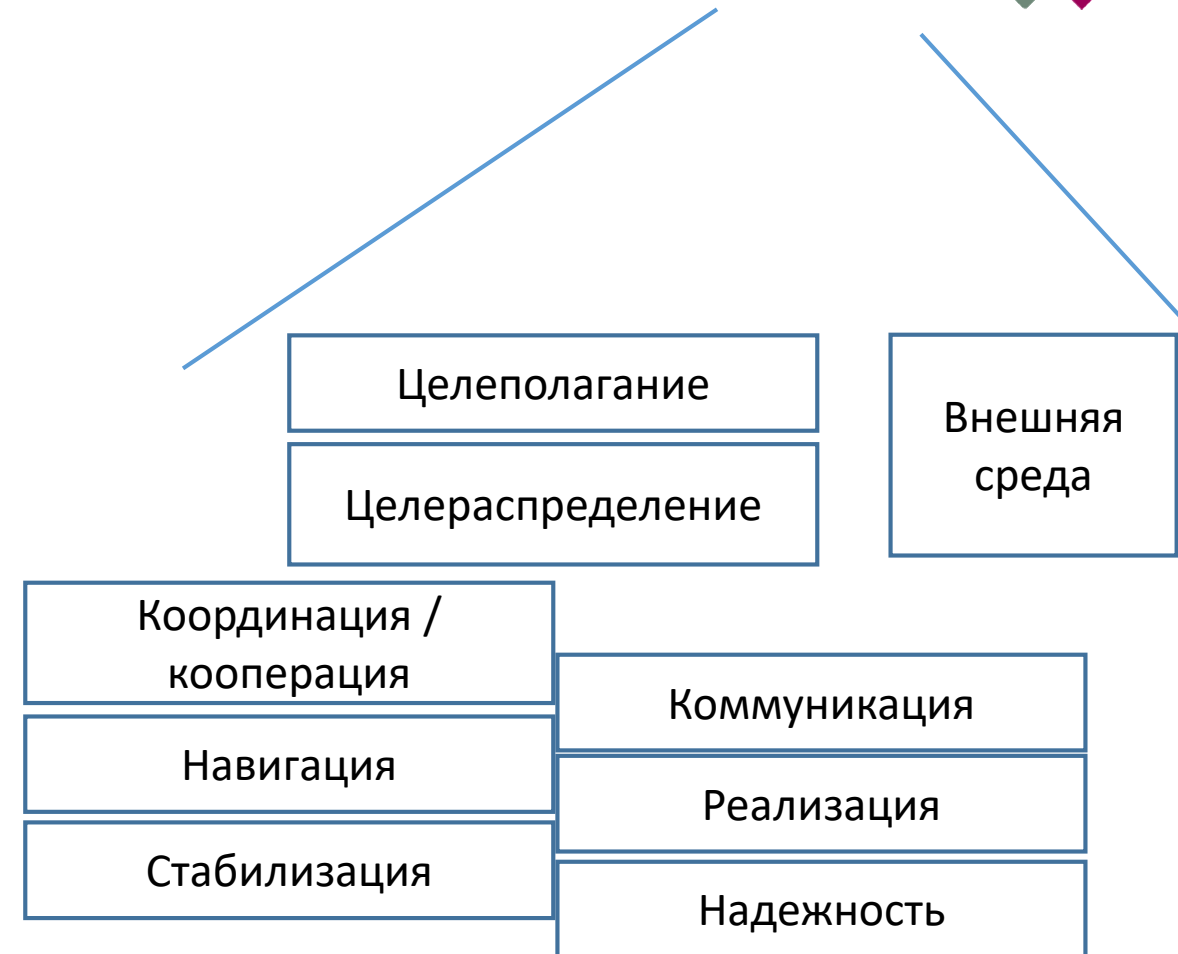 Целеполагание
Внешняя
среда
Целераспределение
Координация /
кооперация
Коммуникация
Навигация
Реализация
Стабилизация
Надежность